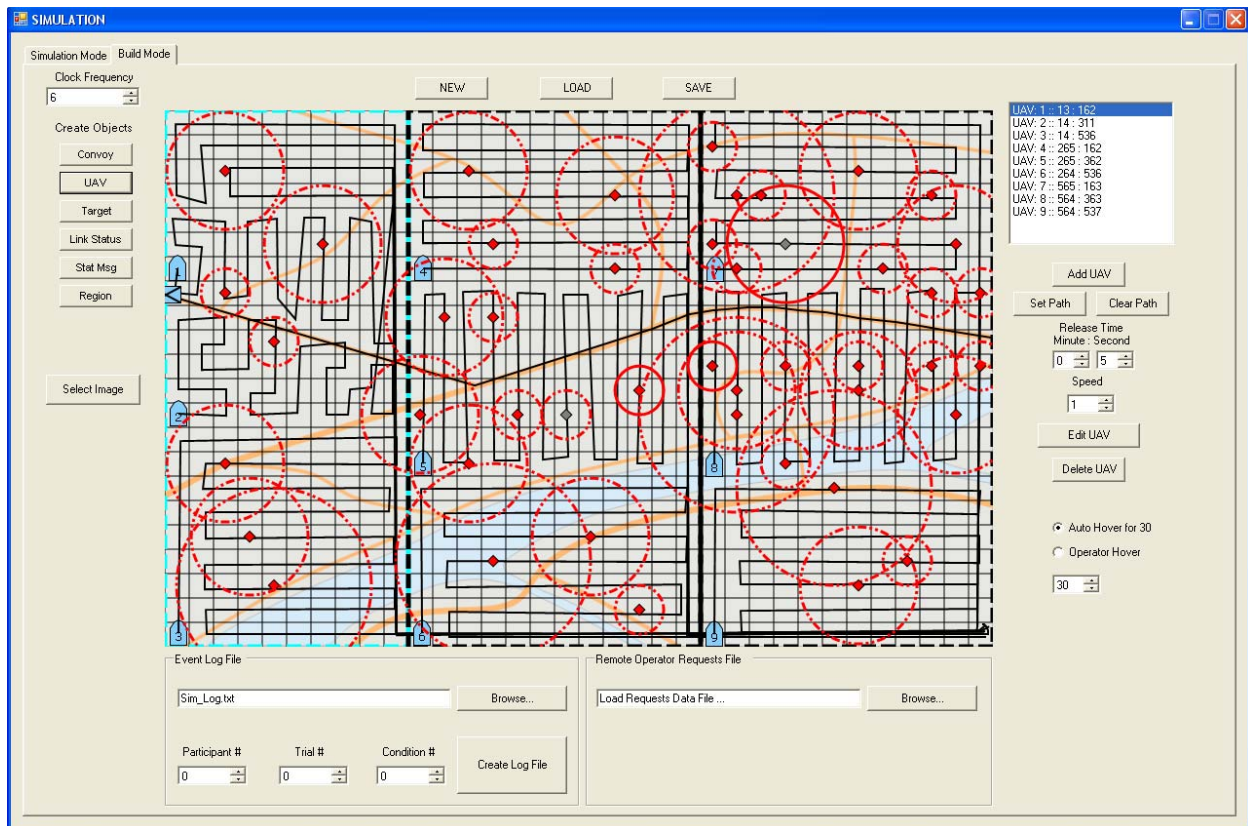 SIMULATION
Simulation Mode
Build Mode
Clock Frequency
6
NEW
LOAD
SAVE
Create Objects
Convoy
UAV
Target
Link Status
Stat Msg
Region
Select Image
1
2
3
4
5
6
7
8
9
UAV: 1 :: 13 : 162
UAV: 2 :: 14 : 311
UAV: 3 :: 14 : 536
UAV: 4 :: 265 : 162
UAV: 5 :: 265 : 362
UAV: 6 :: 264 : 536
UAV: 7 :: 565 : 163
UAV: 8 :: 564 : 363
UAV: 9 :: 564 : 537
Add UAV
Set Path
Clear Path
Release Time
Minute : Second
0
5
Speed
1
Edit UAV
Delete UAV
Auto Hover for 30
Operator Hover
30
Event Log File
Sim_Log.txt
Browse...
Participant #
Trial #
Condition #
0
0
0
Create Log File
Remote Operator Requests File
Load Requests Data File ...
Browse...